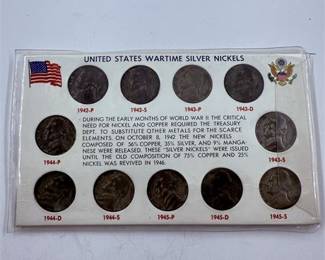 UNITED STATES WARTIME SILVER NICKELS
1942-P 1942-S 1943-P 1943-D
DURING THE EARLY MONTHS OF WORLD WAR II THE CRITICAL
NEED FOR NICKEL AND COPPER REQUIRED THE TREASURY
DEPT. TO SUBSTITUTE OTHER METALS FOR THE SCARCE
ELEMENTS. ON OCTOBER 8, 1942 THE NEW NICKELS
COMPOSED OF 56% COPPER, 35% SILVER, AND 9% MANGA-
NESE WERE RELEASED. THESE "SILVER NICKELS" WERE ISSUED
UNTIL THE OLD COMPOSITION OF 75% COPPER AND 25%
NICKEL WAS REVIVED IN 1946.
1944-P 1943-S
1944-D 1944-S 1945-P 1945-D 1945-S